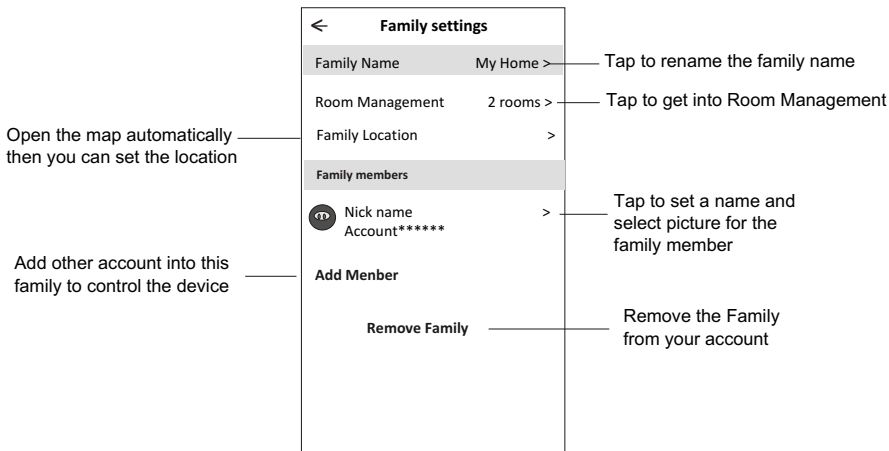 ← Family settings
Family Name My Home >
Tap to rename the family name
Room Management 2 rooms >
Tap to get into Room Management
Open the map automatically
then you can set the location
Family Location >
Family members
Nick name >
Account******
Tap to set a name and
select picture for the
family member
Add other account into this
family to control the device
Add Menber
Remove Family
Remove the Family
from your account